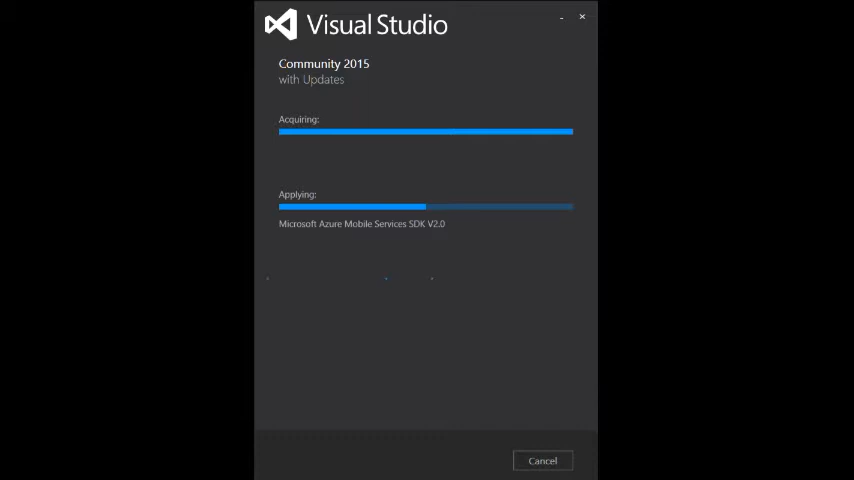 Visual Studio
Community 2015
with Updates
Acquiring:
Applying:
Microsoft Azure Mobile Services SDK V2.0
Cancel